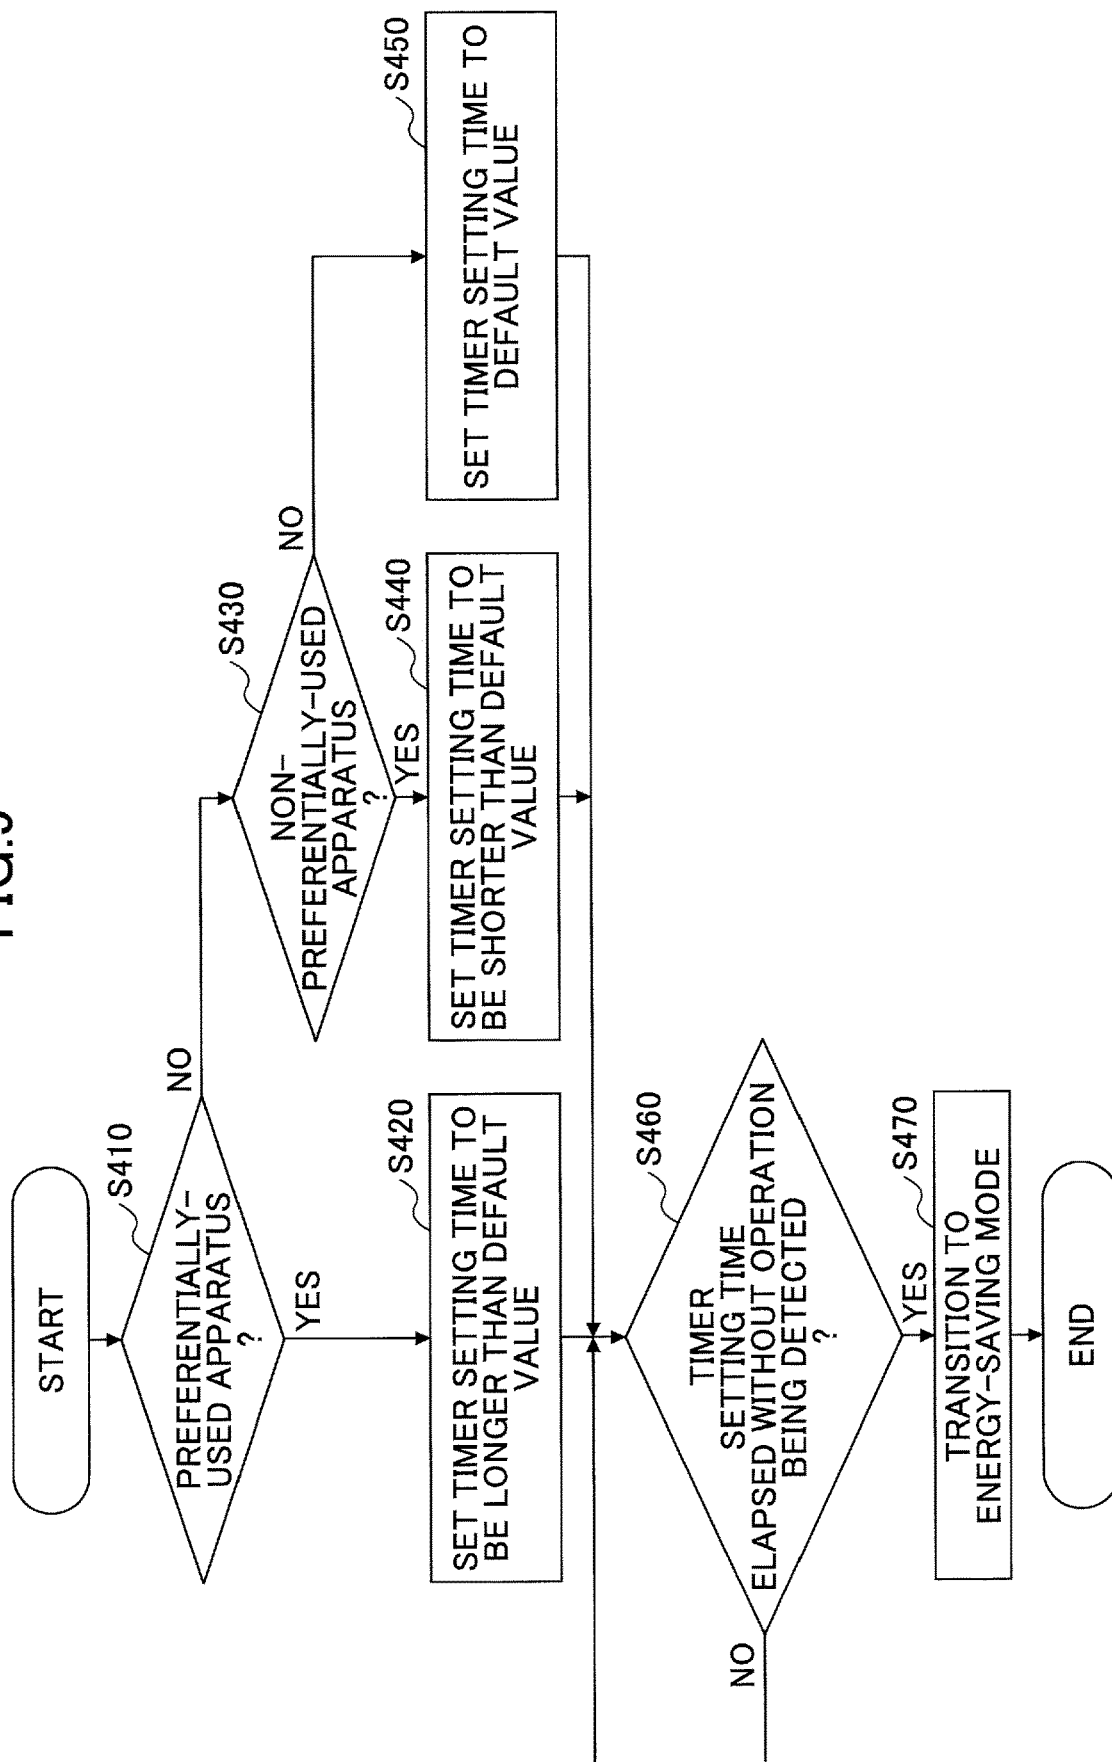 FIG.
START
S410
PREFERENTIALLY-
USED APPARATUS
?
NO
YES
S430
NON-
PREFERENTIALLY-USED
APPARATUS
?
NO
YES
S420
SET TIMER SETTING TIME TO
BE LONGER THAN DEFAULT
VALUE
S440
SET TIMER SETTING TIME TO
BE SHORTER THAN DEFAULT
VALUE
S450
SET TIMER SETTING TIME TO
DEFAULT VALUE
S460
TIMER
SETTING TIME
ELAPSED WITHOUT OPERATION
BEING DETECTED
?
NO
YES
S470
TRANSITION TO
ENERGY-SAVING MODE
END